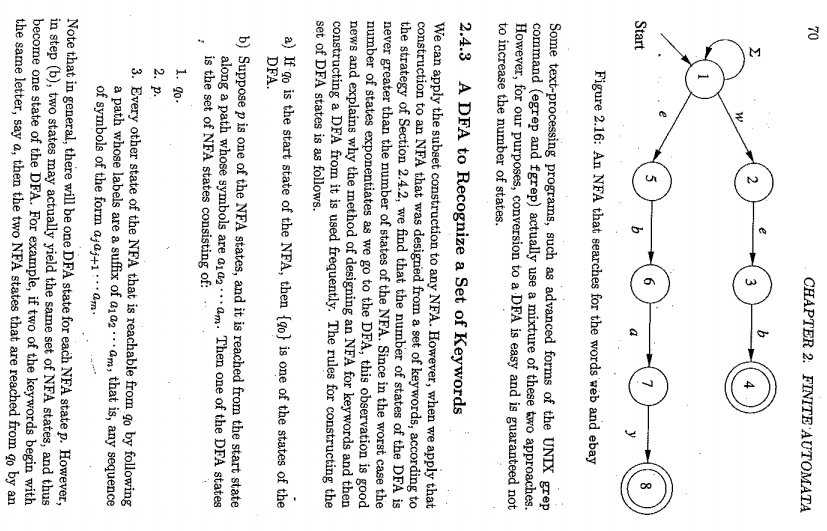 70 CHAPTER 2. FINITE AUTOMATA
Σ
Start
1
w
2
e
3
b
4
e
5
b
6
a
7
y
8
Figure 2.16: An NFA that searches for the words web and ebay
Some text-processing programs, such as advanced forms of the UNIX grep
command (egrep and fgrep) actually use a mixture of these two approaches.
However, for our purposes, conversion to a DFA is easy and is guaranteed not
to increase the number of states.
2.4.3 A DFA to Recognize a Set of Keywords
We can apply the subset construction to any NFA. However, when we apply that
construction to an NFA that was designed from a set of keywords, according to
the strategy of Section 2.4.2, we find that the number of states of the DFA is
never greater than the number of states of the NFA. Since in the worst case the
number of states exponentiates as we go to the DFA, this observation is good
news and explains why the method of designing an NFA for keywords and then
constructing a DFA from it is used frequently. The rules for constructing the
set of DFA states is as follows.
a) If q₀ is the start state of the NFA, then {q₀} is one of the states of the
DFA.
b) Suppose p is one of the NFA states, and it is reached from the start state
along a path whose symbols are a₁a₂···aₘ. Then one of the DFA states
is the set of NFA states consisting of:
1. q₀.
2. p.
3. Every other state of the NFA that is reachable from q₀ by following
a path whose labels are a suffix of a₁a₂···aₘ, that is, any sequence
of symbols of the form aⱼaⱼ₊₁···aₘ.
Note that in general, there will be one DFA state for each NFA state p. However,
in step (b), two states may actually yield the same set of NFA states, and thus
become one state of the DFA. For example, if two of the keywords begin with
the same letter, say a, then the two NFA states that are reached from q₀ by an